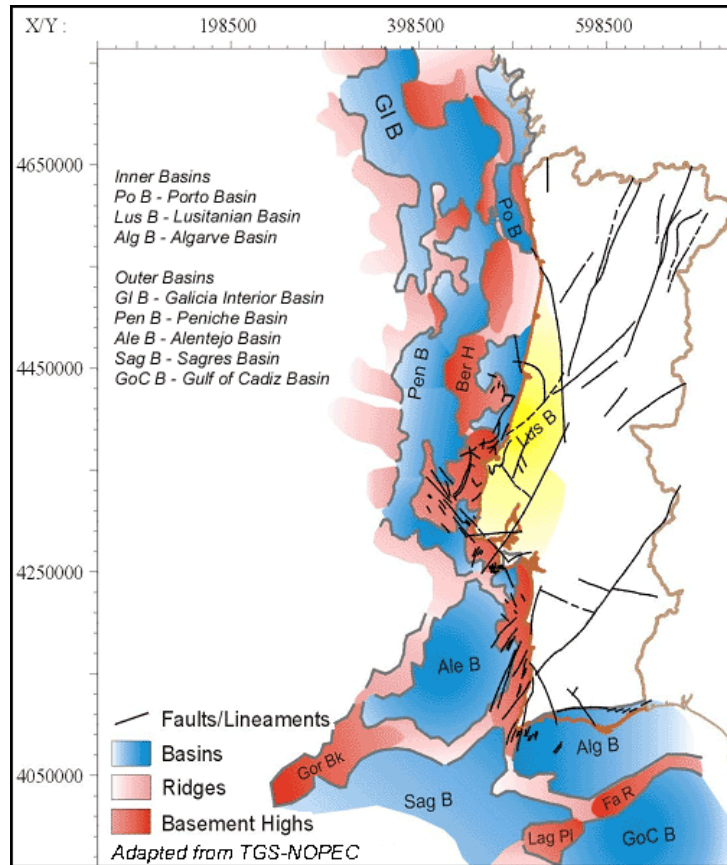 X/Y :
198500
398500
598500
4650000
4450000
4250000
4050000
Inner Basins
Po B - Porto Basin
Lus B - Lusitanian Basin
Alg B - Algarve Basin
Outer Basins
GI B - Galicia Interior Basin
Pen B - Peniche Basin
Ale B - Alentejo Basin
Sag B - Sagres Basin
GoC B - Gulf of Cadiz Basin
GI B
Po B
Pen B
Ber H
Lus B
Ale B
Alg B
Gor Bk
Sag B
Fa R
Lag Pl
GoC B
Faults/Lineaments
Basins
Ridges
Basement Highs
Adapted from TGS-NOPEC